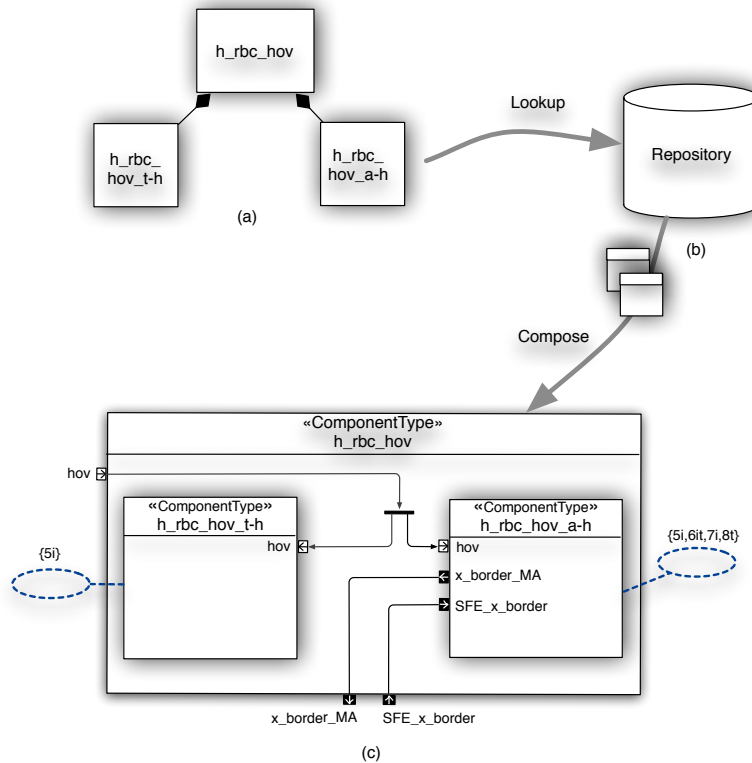 h_rbc_hov
h_rbc_
hov_t-h
h_rbc_
hov_a-h
(a)
Lookup
Repository
(b)
Compose
«ComponentType»
h_rbc_hov
hov
«ComponentType»
h_rbc_hov_t-h
hov
«ComponentType»
h_rbc_hov_a-h
hov
x_border_MA
SFE_x_border
{5i}
{5i,6it,7i,8t}
x_border_MA
SFE_x_border
(c)